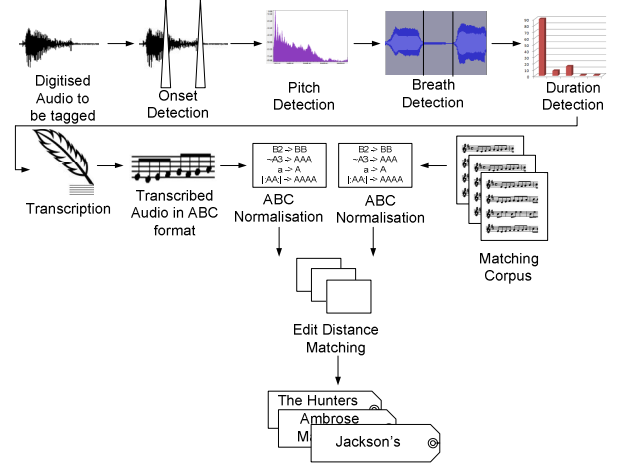 Digitised
Audio to
be tagged
Onset
Detection
Pitch
Detection
Breath
Detection
Duration
Detection
Transcription
Transcribed
Audio in ABC
format
B2 -> BB
~A3 -> AAA
a -> A
|:AA:| -> AAAA
ABC
Normalisation
B2 -> BB
~A3 -> AAA
a -> A
|:AA:| -> AAAA
ABC
Normalisation
Matching
Corpus
Edit Distance
Matching
The Hunters
Ambrose
Jackson's